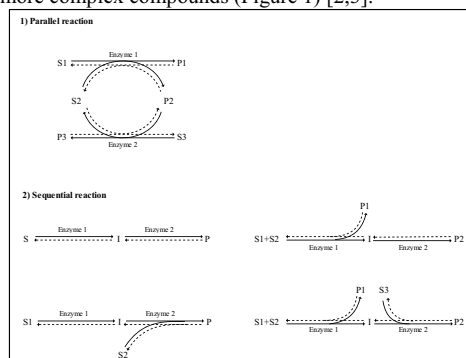 more complex compounds (Figure 1) [2,3].
1) Parallel reaction
Enzyme 1
S1 P1
S2 P2
P3 S3
Enzyme 2
2) Sequential reaction
Enzyme 1 Enzyme 2
S I P
P1
S1+S2 I P2
Enzyme 1 Enzyme 2
Enzyme 1 Enzyme 2
S1 I P
S2
P1 S3
S1+S2 I P2
Enzyme 1 Enzyme 2